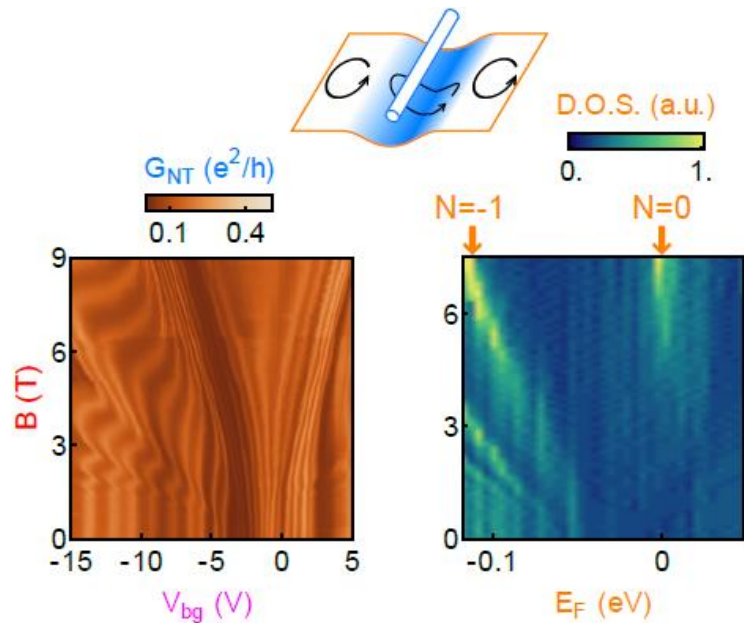 D.O.S. (a.u.)
0. 1.
G_NT (e²/h)
0.1 0.4
N=-1 N=0
9
6
3
0
B (T)
-15 -10 -5 0 5
V_bg (V)
6
3
0
-0.1 0
E_F (eV)